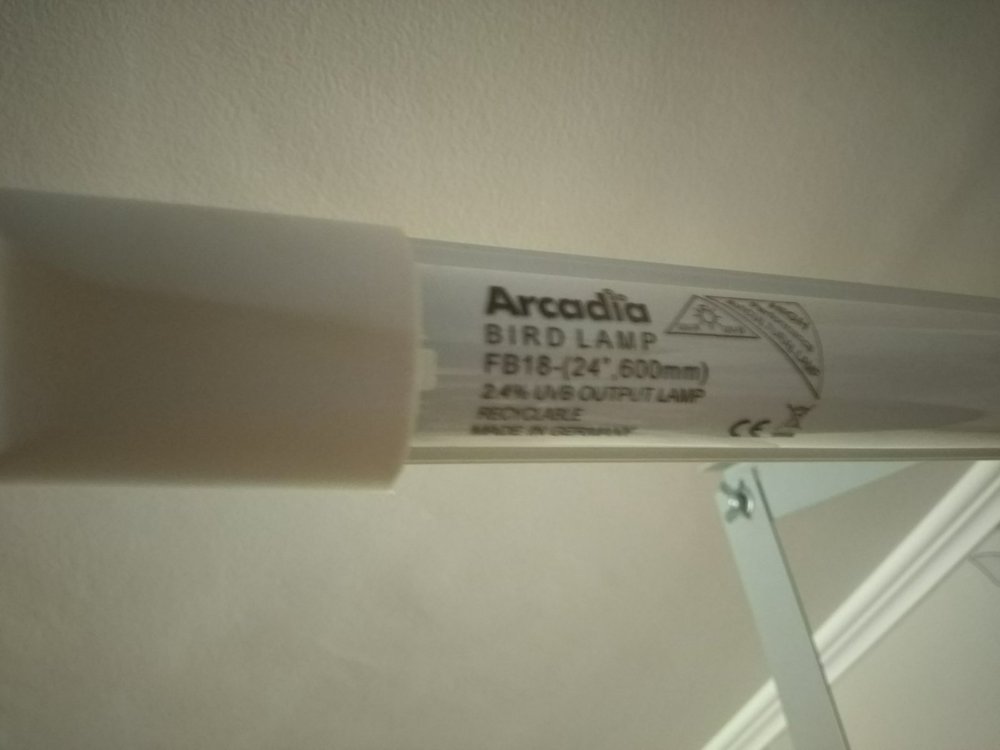 Arcadia
BIRD LAMP
FB18-(24",600mm)
2.4% UVB OUTPUT LAMP
RECYCLABLE
MADE IN GERMANY
CE